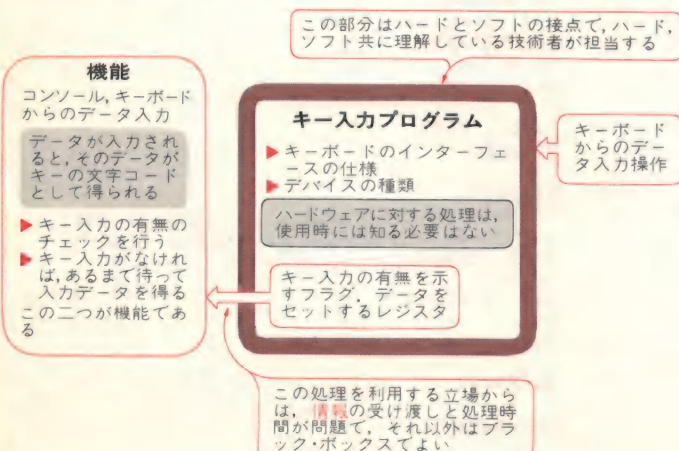 この部分はハードとソフトの接点で，ハード，
ソフト共に理解している技術者が担当する
機能
コンソール，キーボード
からのデータ入力
データが入力され
ると，そのデータが
キーの文字コード
として得られる
▶キー入力の有無の
チェックを行う
▶キー入力がなけれ
ば，あるまで待って
入力データを得る
この二つが機能であ
る
キー入力プログラム
▶キーボードのインターフェ
ースの仕様
▶デバイスの種類
ハードウェアに対する処理は，
使用時には知る必要はない
キー入力の有無を示
すフラグ．データを
セットするレジスタ
キーボード
からのデー
タ入力操作
この処理を利用する立場から
は，情報の受け渡しと処理時
間が問題で，それ以外はブラ
ック・ボックスでよい